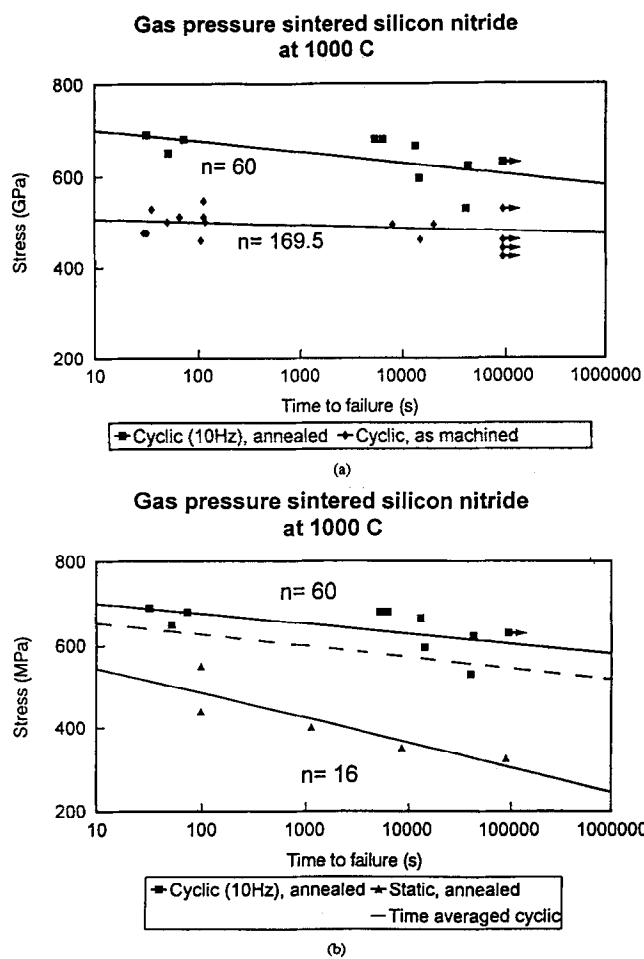 Gas pressure sintered silicon nitride
at 1000 C
800
600
400
200
Stress (GPa)
n= 60
n= 169.5
10 100 1000 10000 100000 1000000
Time to failure (s)
Cyclic (10Hz), annealed Cyclic, as machined
(a)
Gas pressure sintered silicon nitride
at 1000 C
800
600
400
200
Stress (MPa)
n= 60
n= 16
10 100 1000 10000 100000 1000000
Time to failure (s)
Cyclic (10Hz), annealed Static, annealed
Time averaged cyclic
(b)